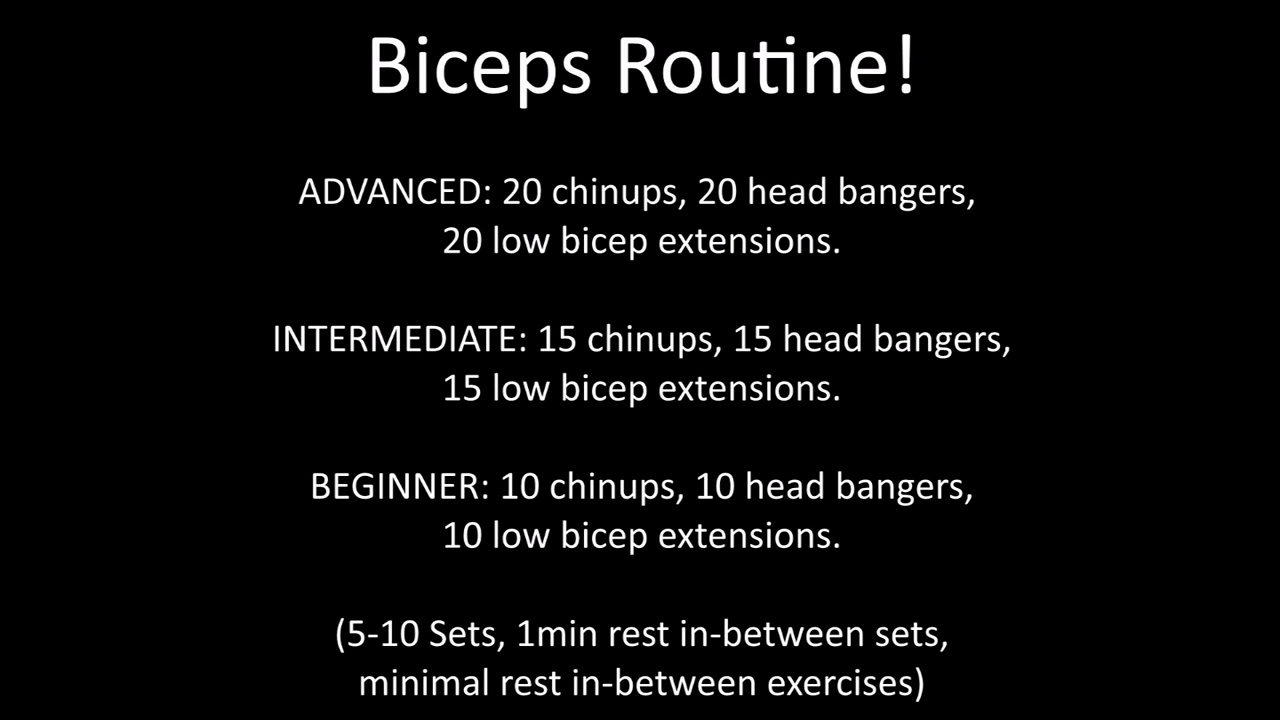 Biceps Routine!
ADVANCED: 20 chinups, 20 head bangers,
20 low bicep extensions.
INTERMEDIATE: 15 chinups, 15 head bangers,
15 low bicep extensions.
BEGINNER: 10 chinups, 10 head bangers,
10 low bicep extensions.
(5-10 Sets, 1min rest in-between sets,
minimal rest in-between exercises)